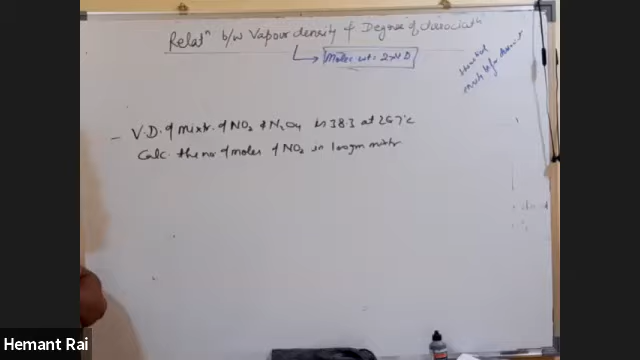 Relatⁿ b/w Vapour density & Degree of dissociatⁿ
Molec wt = 2×V.D
V.D. of mixtr. of NO₂ & N₂O₄ is 38.3 at 26.7°C
Calc. the no of moles of NO₂ in 100gm mixtr
Hemant Rai